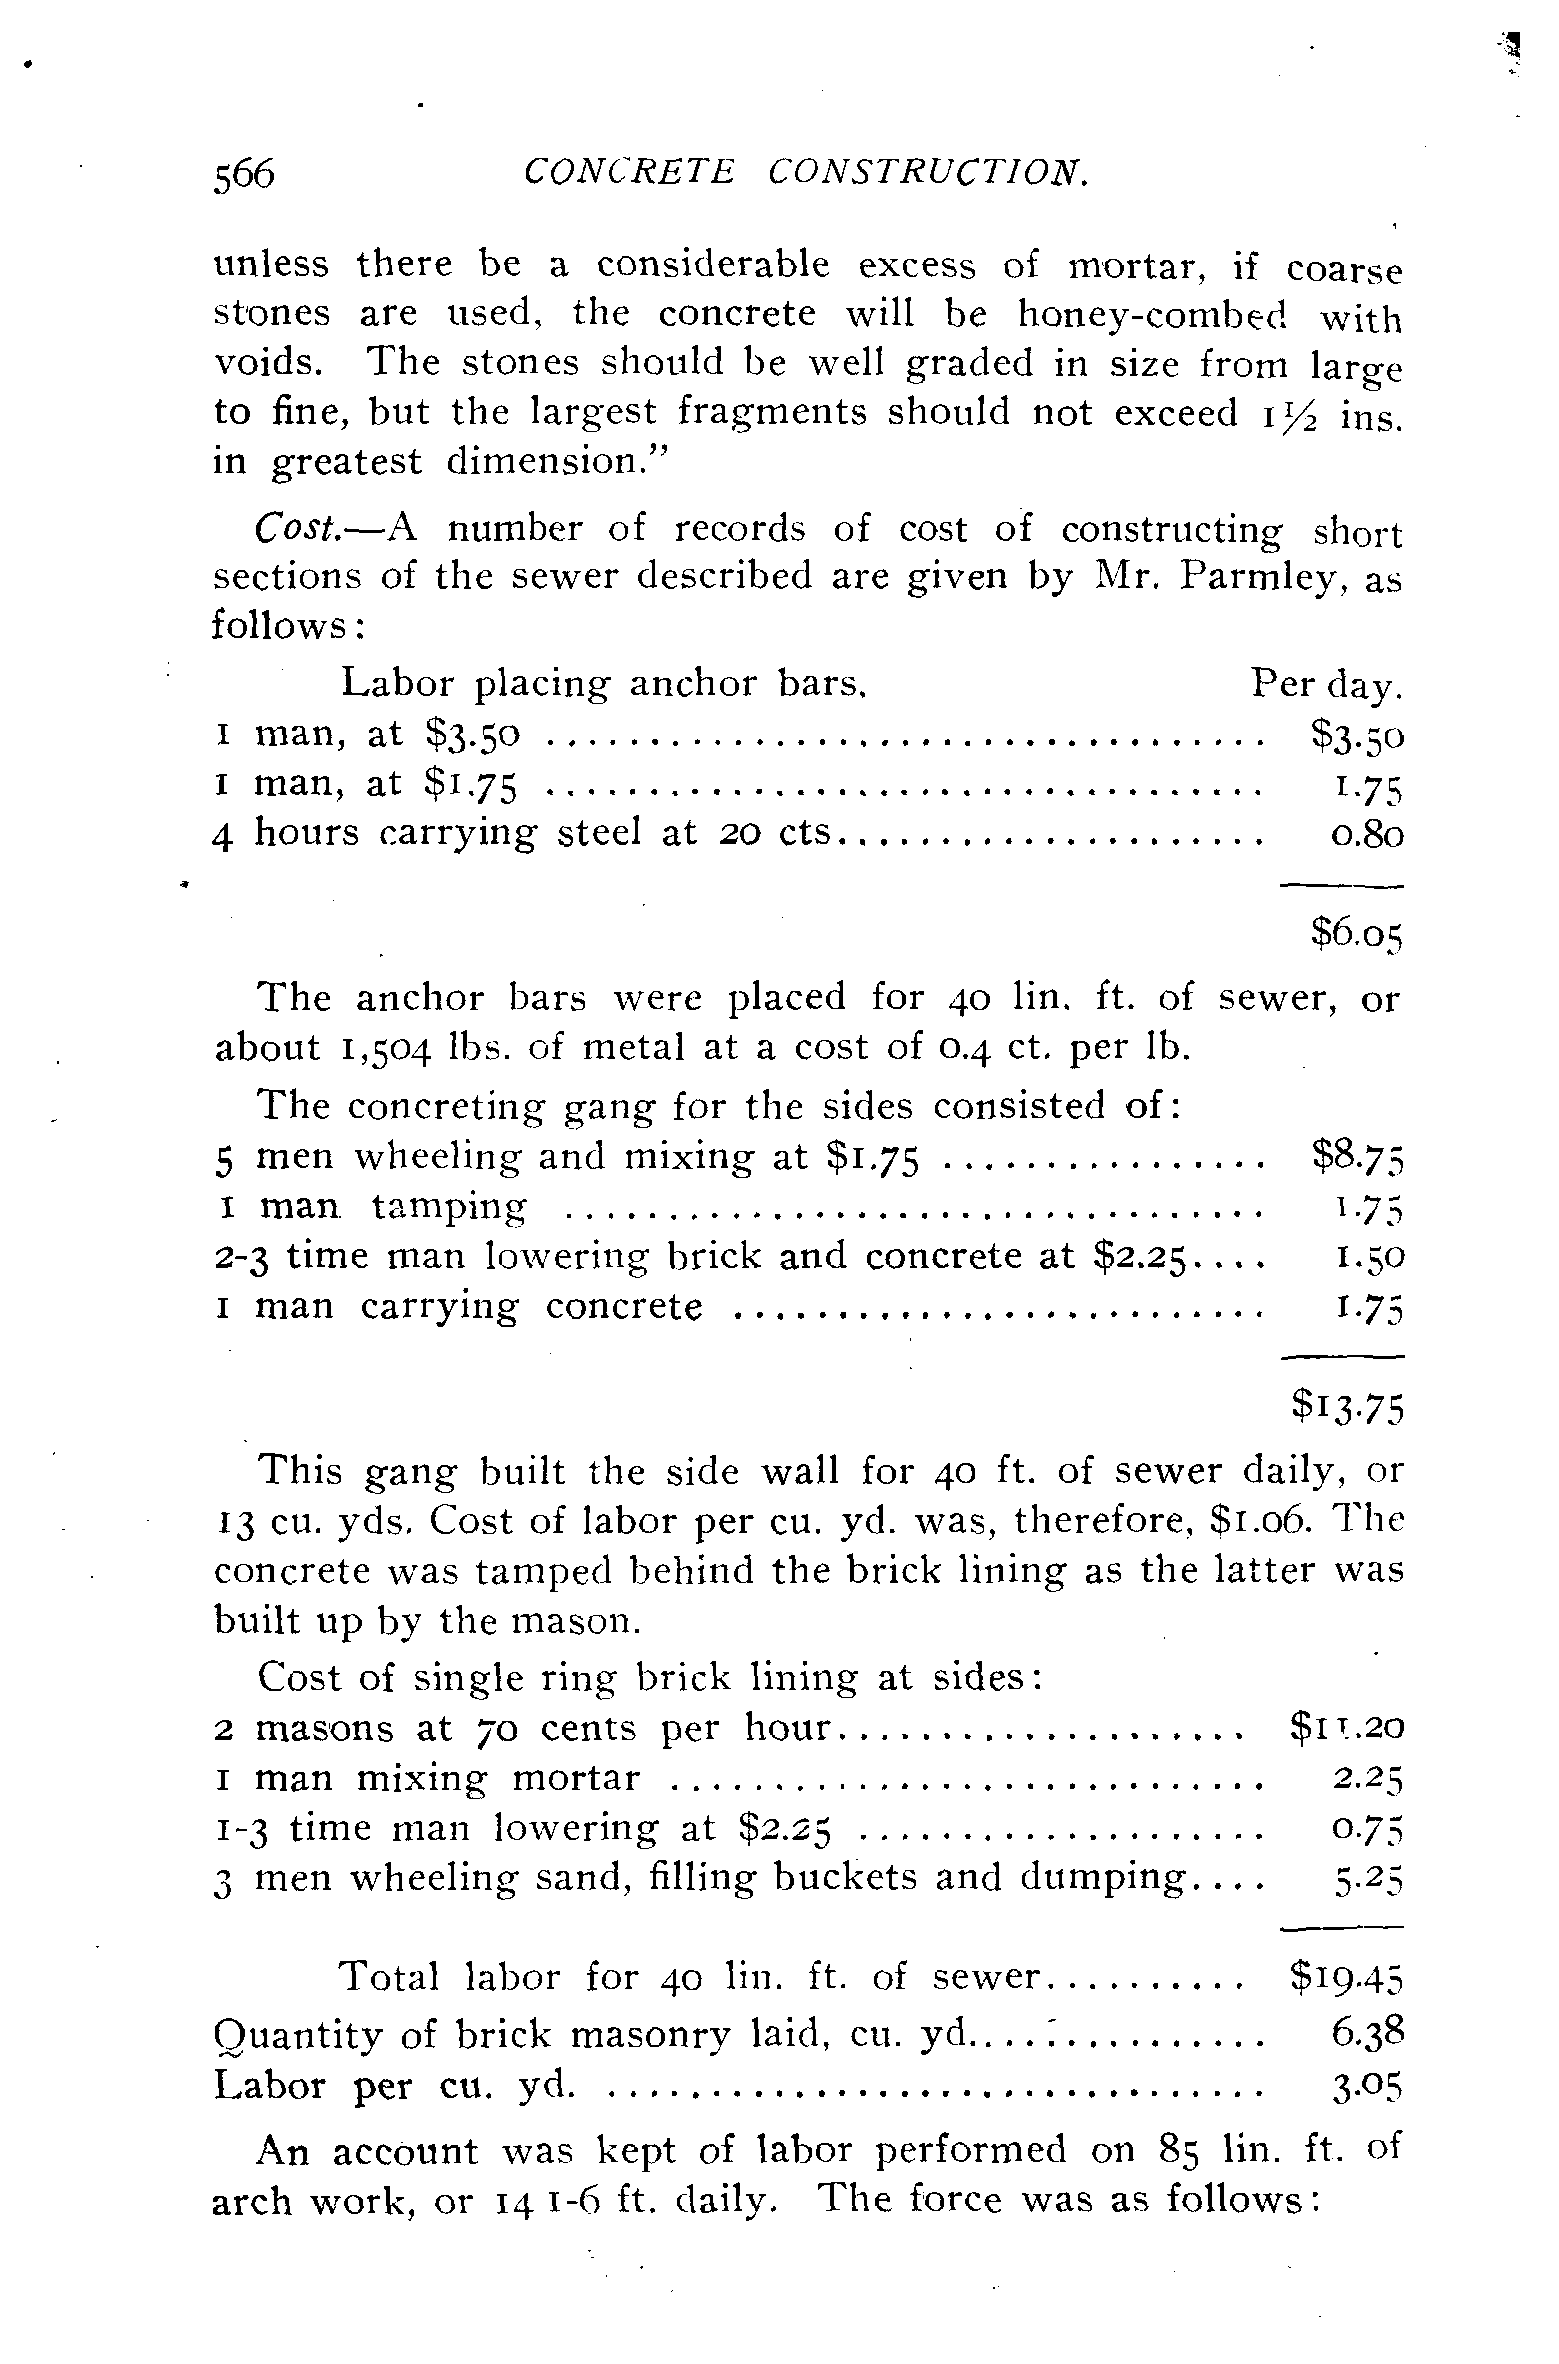 566 CONCRETE CONSTRUCTION.
unless there be a considerable excess of mortar, if coarse
stones are used, the concrete will be honey-combed with
voids. The stones should be well graded in size from large
to fine, but the largest fragments should not exceed 1½ ins.
in greatest dimension.”
Cost.—A number of records of cost of constructing short
sections of the sewer described are given by Mr. Parmley, as
follows:
Labor placing anchor bars. Per day.
1 man, at $3.50 ................................... $3.50
1 man, at $1.75 ................................... 1.75
4 hours carrying steel at 20 cts..................... 0.80
$6.05
The anchor bars were placed for 40 lin. ft. of sewer, or
about 1,504 lbs. of metal at a cost of 0.4 ct. per lb.
The concreting gang for the sides consisted of:
5 men wheeling and mixing at $1.75 ................ $8.75
1 man tamping .................................. 1.75
2-3 time man lowering brick and concrete at $2.25.... 1.50
1 man carrying concrete .......................... 1.75
$13.75
This gang built the side wall for 40 ft. of sewer daily, or
13 cu. yds. Cost of labor per cu. yd. was, therefore, $1.06. The
concrete was tamped behind the brick lining as the latter was
built up by the mason.
Cost of single ring brick lining at sides:
2 masons at 70 cents per hour.................... $11.20
1 man mixing mortar ............................. 2.25
1-3 time man lowering at $2.25 .................... 0.75
3 men wheeling sand, filling buckets and dumping.... 5.25
Total labor for 40 lin. ft. of sewer.......... $19.45
Quantity of brick masonry laid, cu. yd............... 6.38
Labor per cu. yd. ................................ 3.05
An account was kept of labor performed on 85 lin. ft. of
arch work, or 14 1-6 ft. daily. The force was as follows: